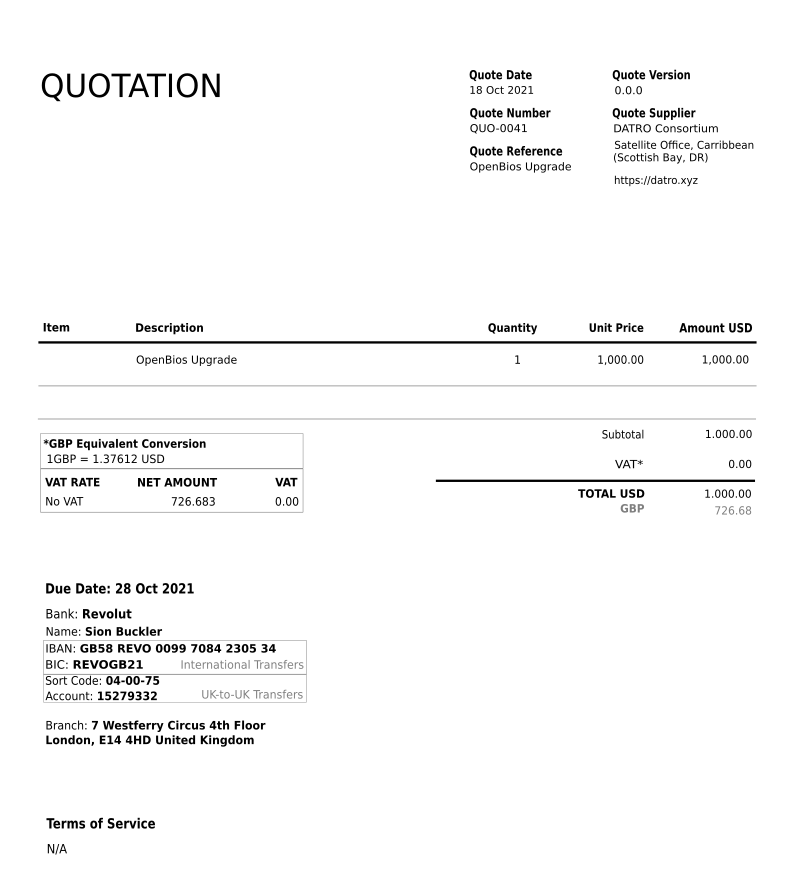 QUOTATION
Quote Date
18 Oct 2021
Quote Number
QUO-0041
Quote Reference
OpenBios Upgrade
Quote Version
0.0.0
Quote Supplier
DATRO Consortium
Satellite Office, Carribbean
(Scottish Bay, DR)
https://datro.xyz
Item Description Quantity Unit Price Amount USD
OpenBios Upgrade 1 1,000.00 1,000.00
*GBP Equivalent Conversion
1GBP = 1.37612 USD
VAT RATE NET AMOUNT VAT
No VAT 726.683 0.00
Subtotal 1.000.00
VAT* 0.00
TOTAL USD 1.000.00
GBP 726.68
Due Date: 28 Oct 2021
Bank: Revolut
Name: Sion Buckler
IBAN: GB58 REVO 0099 7084 2305 34
BIC: REVOGB21 International Transfers
Sort Code: 04-00-75
Account: 15279332 UK-to-UK Transfers
Branch: 7 Westferry Circus 4th Floor
London, E14 4HD United Kingdom
Terms of Service
N/A